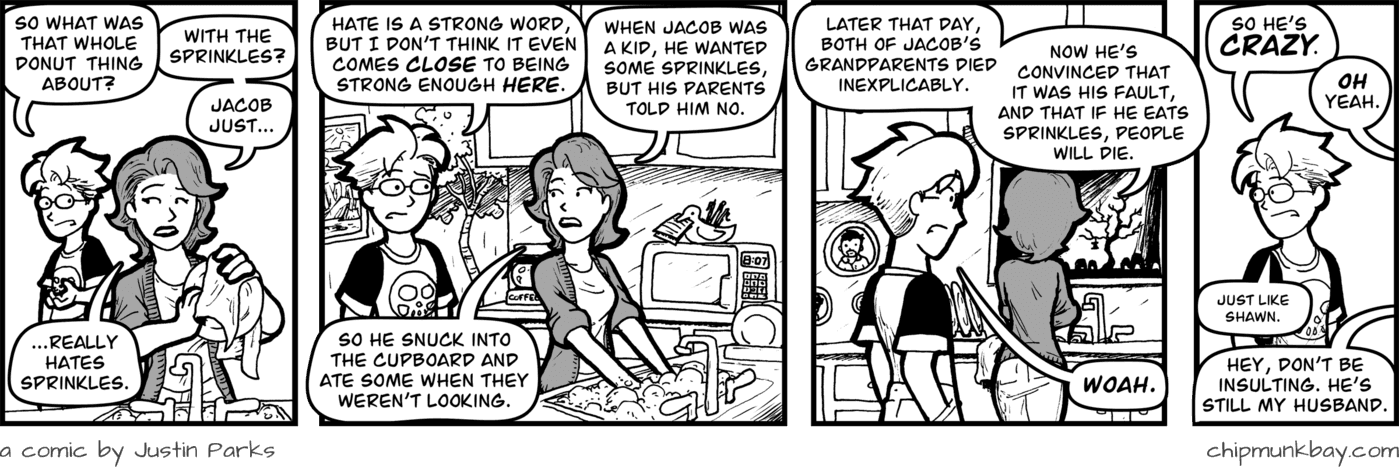 SO WHAT WAS
THAT WHOLE
DONUT THING
ABOUT?
WITH THE
SPRINKLES?
JACOB
JUST...
...REALLY
HATES
SPRINKLES.
HATE IS A STRONG WORD,
BUT I DON'T THINK IT EVEN
COMES CLOSE TO BEING
STRONG ENOUGH HERE.
WHEN JACOB WAS
A KID, HE WANTED
SOME SPRINKLES,
BUT HIS PARENTS
TOLD HIM NO.
8:07
COFFEE
SO HE SNUCK INTO
THE CUPBOARD AND
ATE SOME WHEN THEY
WEREN'T LOOKING.
LATER THAT DAY,
BOTH OF JACOB'S
GRANDPARENTS DIED
INEXPLICABLY.
NOW HE'S
CONVINCED THAT
IT WAS HIS FAULT,
AND THAT IF HE EATS
SPRINKLES, PEOPLE
WILL DIE.
WOAH.
SO HE'S
CRAZY.
OH
YEAH.
JUST LIKE
SHAWN.
HEY, DON'T BE
INSULTING. HE'S
STILL MY HUSBAND.
a comic by Justin Parks
chipmunkbay.com